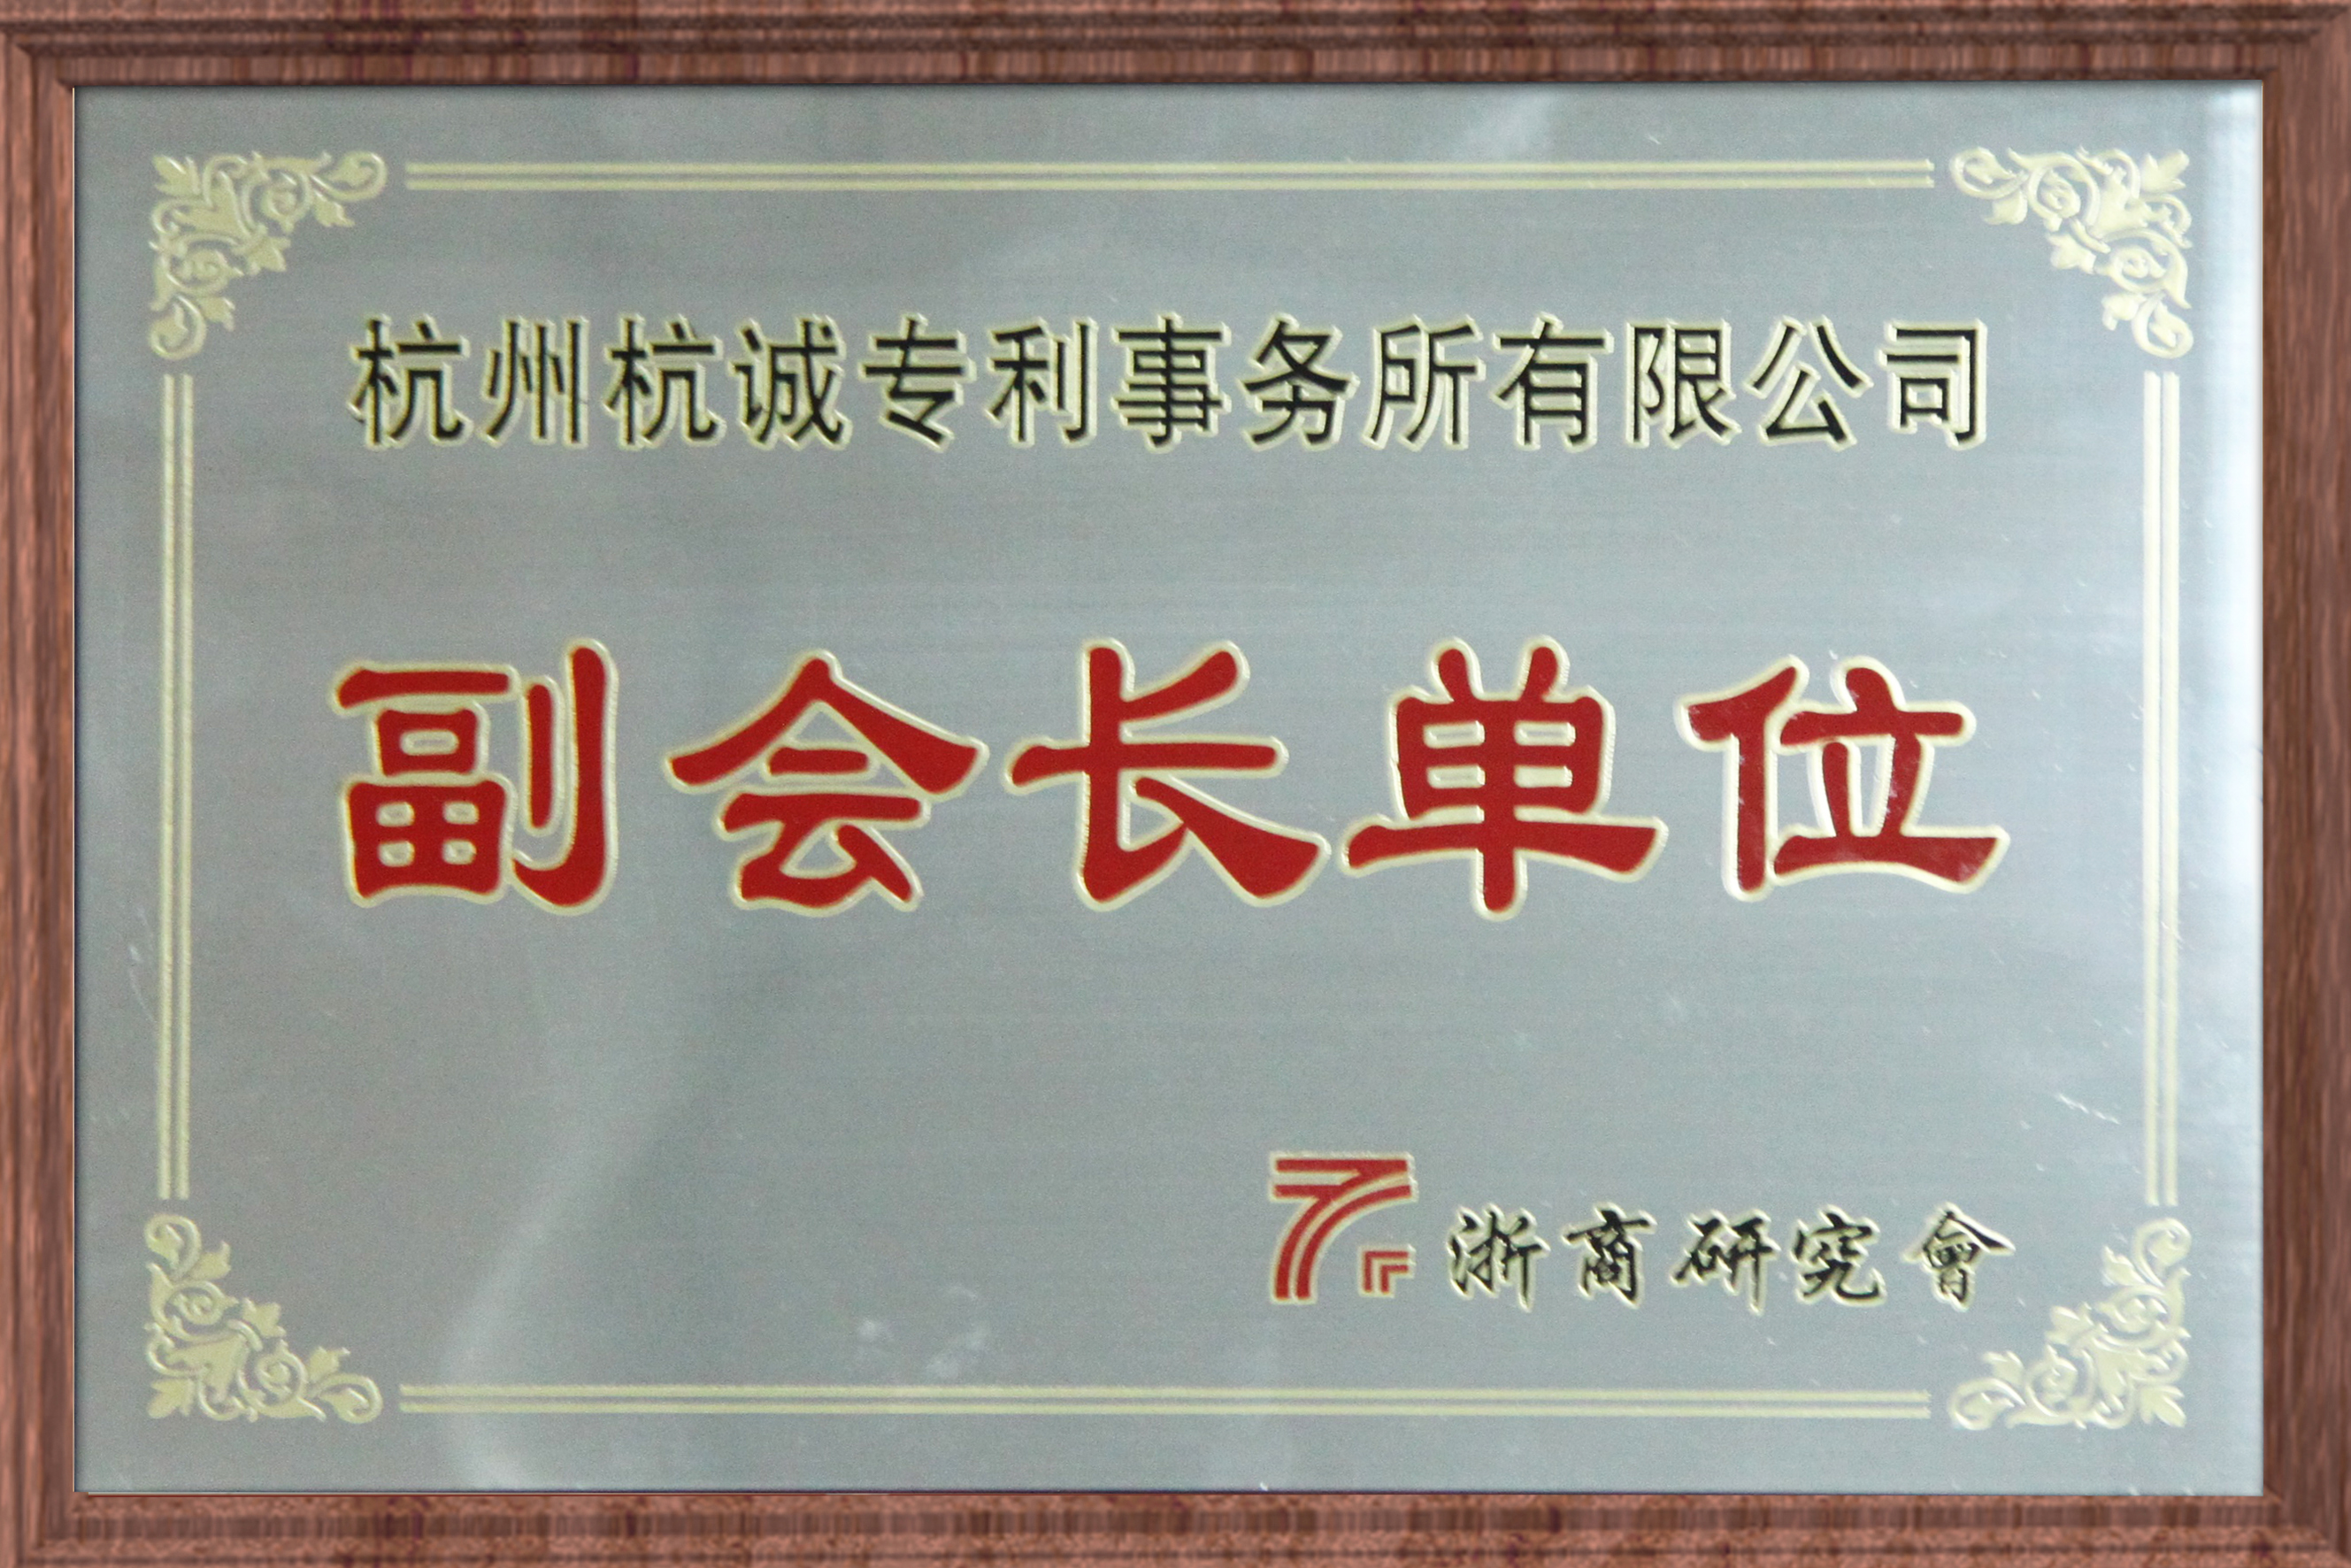 杭州杭诚专利事务所有限公司
副会长单位
浙商研究會